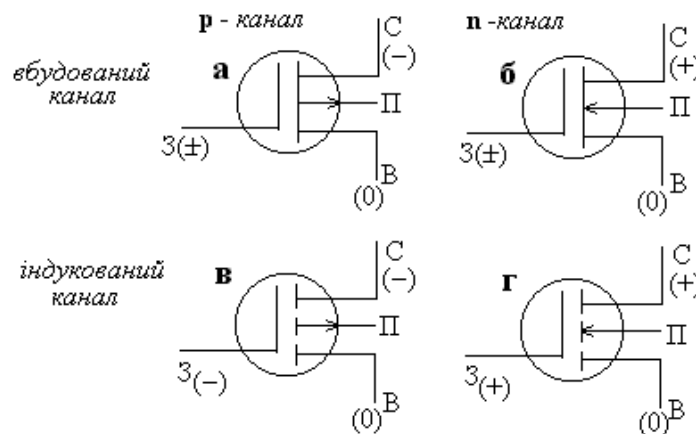 р - канал
n -канал
вбудований
канал
а
С
(–)
П
З(±)
В
(0)
б
С
(+)
П
З(±)
В
(0)
індукований
канал
в
С
(–)
П
З(–)
В
(0)
г
С
(+)
П
З(+)
В
(0)